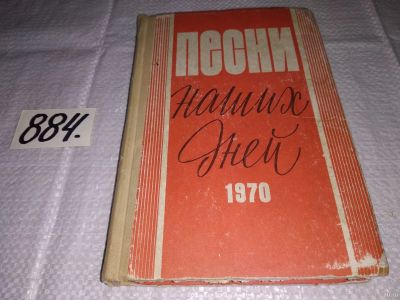 ПЕСНИ
наших
дней
1970
884.